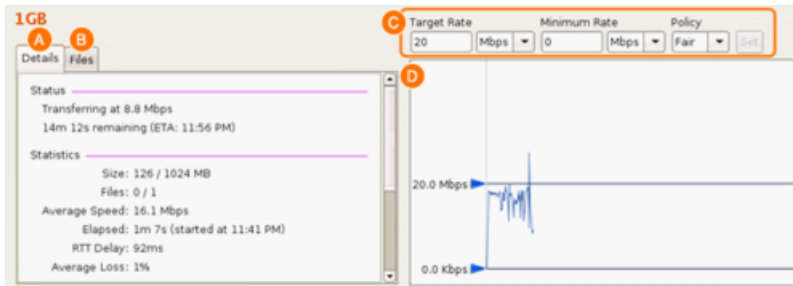 1GB
A B
Details Files
Status
Transferring at 8.8 Mbps
14m 12s remaining (ETA: 11:56 PM)
Statistics
Size: 126 / 1024 MB
Files: 0 / 1
Average Speed: 16.1 Mbps
Elapsed: 1m 7s (started at 11:41 PM)
RTT Delay: 92ms
Average Loss: 1%
C
Target Rate Minimum Rate Policy
20 Mbps 0 Mbps Fair Set
D
20.0 Mbps
0.0 Kbps